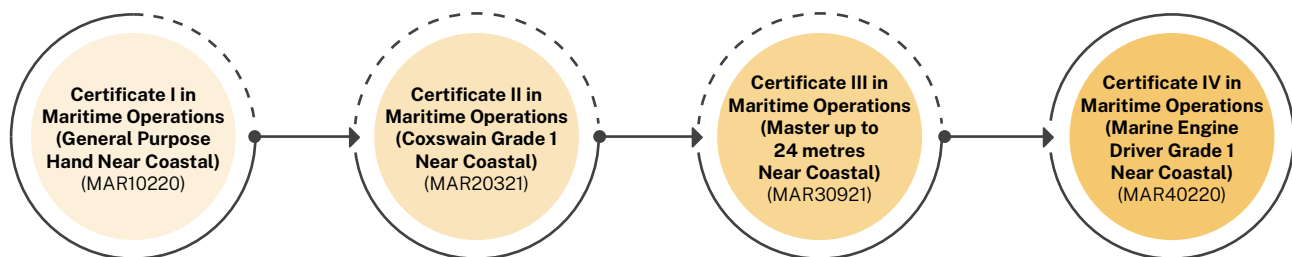 Certificate I in
Maritime Operations
(General Purpose
Hand Near Coastal)
(MAR10220)
Certificate II in
Maritime Operations
(Coxswain Grade 1
Near Coastal)
(MAR20321)
Certificate III in
Maritime Operations
(Master up to
24 metres
Near Coastal)
(MAR30921)
Certificate IV in
Maritime Operations
(Marine Engine
Driver Grade 1
Near Coastal)
(MAR40220)